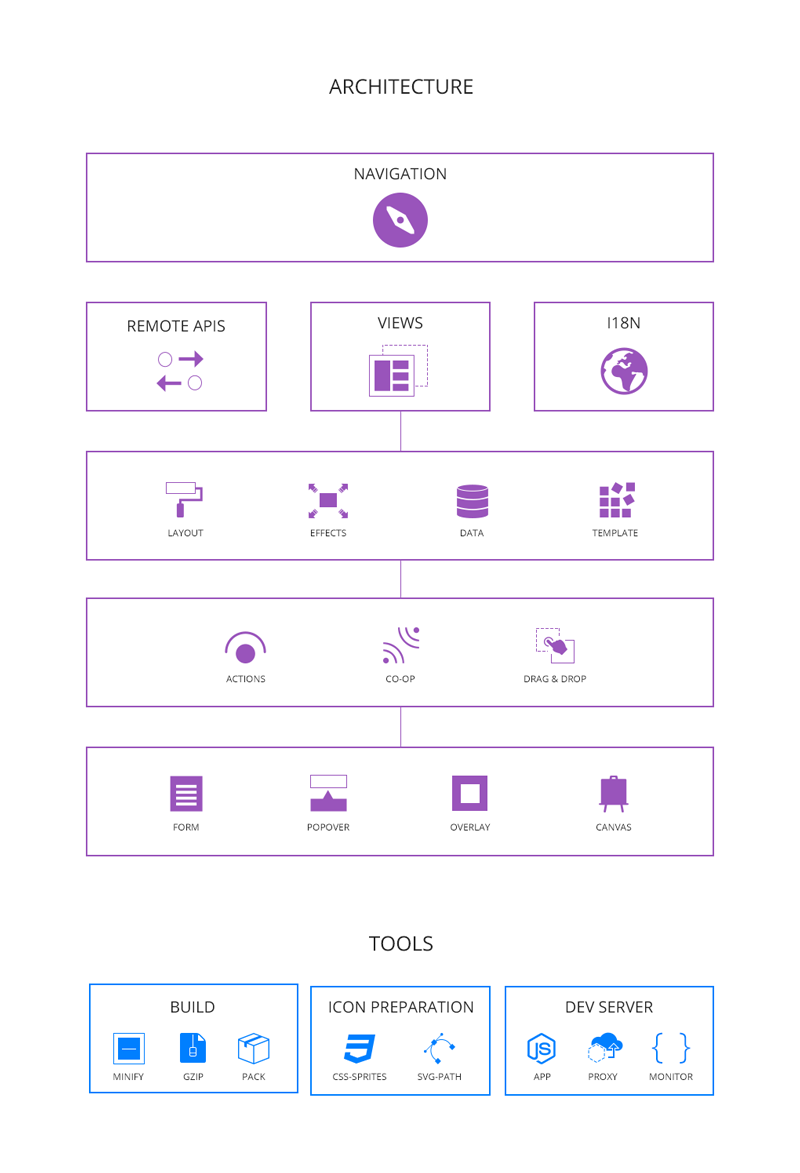 ARCHITECTURE
NAVIGATION
REMOTE APIS
VIEWS
I18N
LAYOUT
EFFECTS
DATA
TEMPLATE
ACTIONS
CO-OP
DRAG & DROP
FORM
POPOVER
OVERLAY
CANVAS
TOOLS
BUILD
MINIFY
GZIP
PACK
ICON PREPARATION
CSS-SPRITES
SVG-PATH
DEV SERVER
JS
APP
PROXY
MONITOR